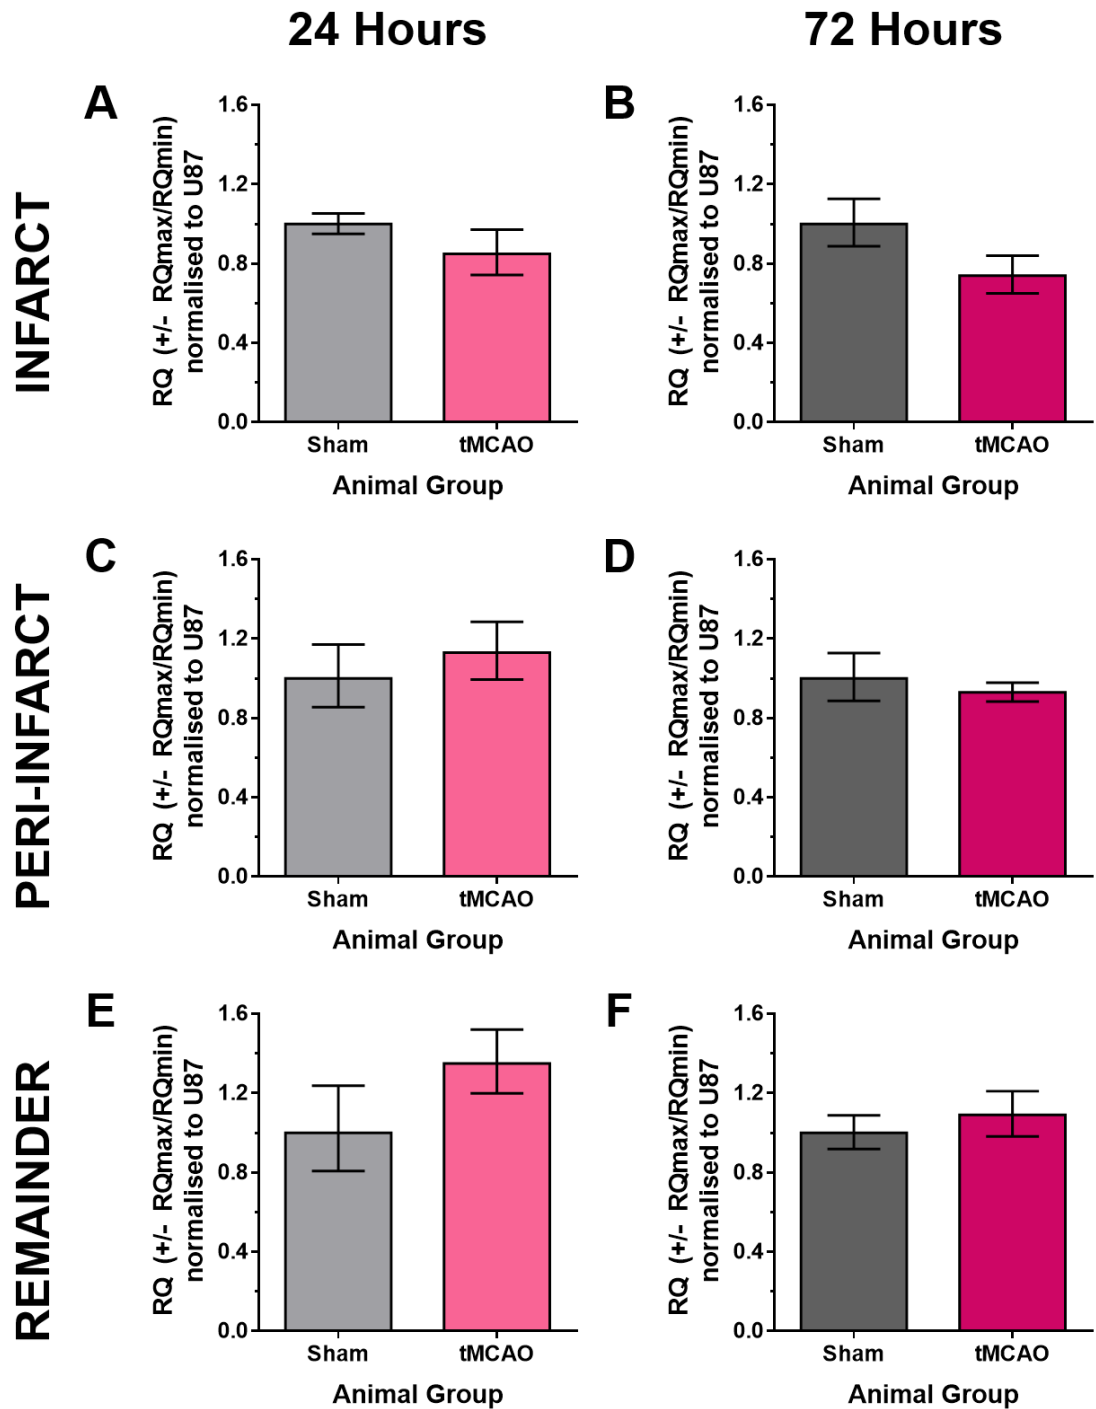 24 Hours
72 Hours
INFARCT
A
RQ (+/- RQmax/RQmin)
normalised to U87
1.6
1.2
0.8
0.4
0.0
Sham
tMCAO
Animal Group
B
RQ (+/- RQmax/RQmin)
normalised to U87
1.6
1.2
0.8
0.4
0.0
Sham
tMCAO
Animal Group
PERI-INFARCT
C
RQ (+/- RQmax/RQmin)
normalised to U87
1.6
1.2
0.8
0.4
0.0
Sham
tMCAO
Animal Group
D
RQ (+/- RQmax/RQmin)
normalised to U87
1.6
1.2
0.8
0.4
0.0
Sham
tMCAO
Animal Group
REMAINDER
E
RQ (+/- RQmax/RQmin)
normalised to U87
1.6
1.2
0.8
0.4
0.0
Sham
tMCAO
Animal Group
F
RQ (+/- RQmax/RQmin)
normalised to U87
1.6
1.2
0.8
0.4
0.0
Sham
tMCAO
Animal Group